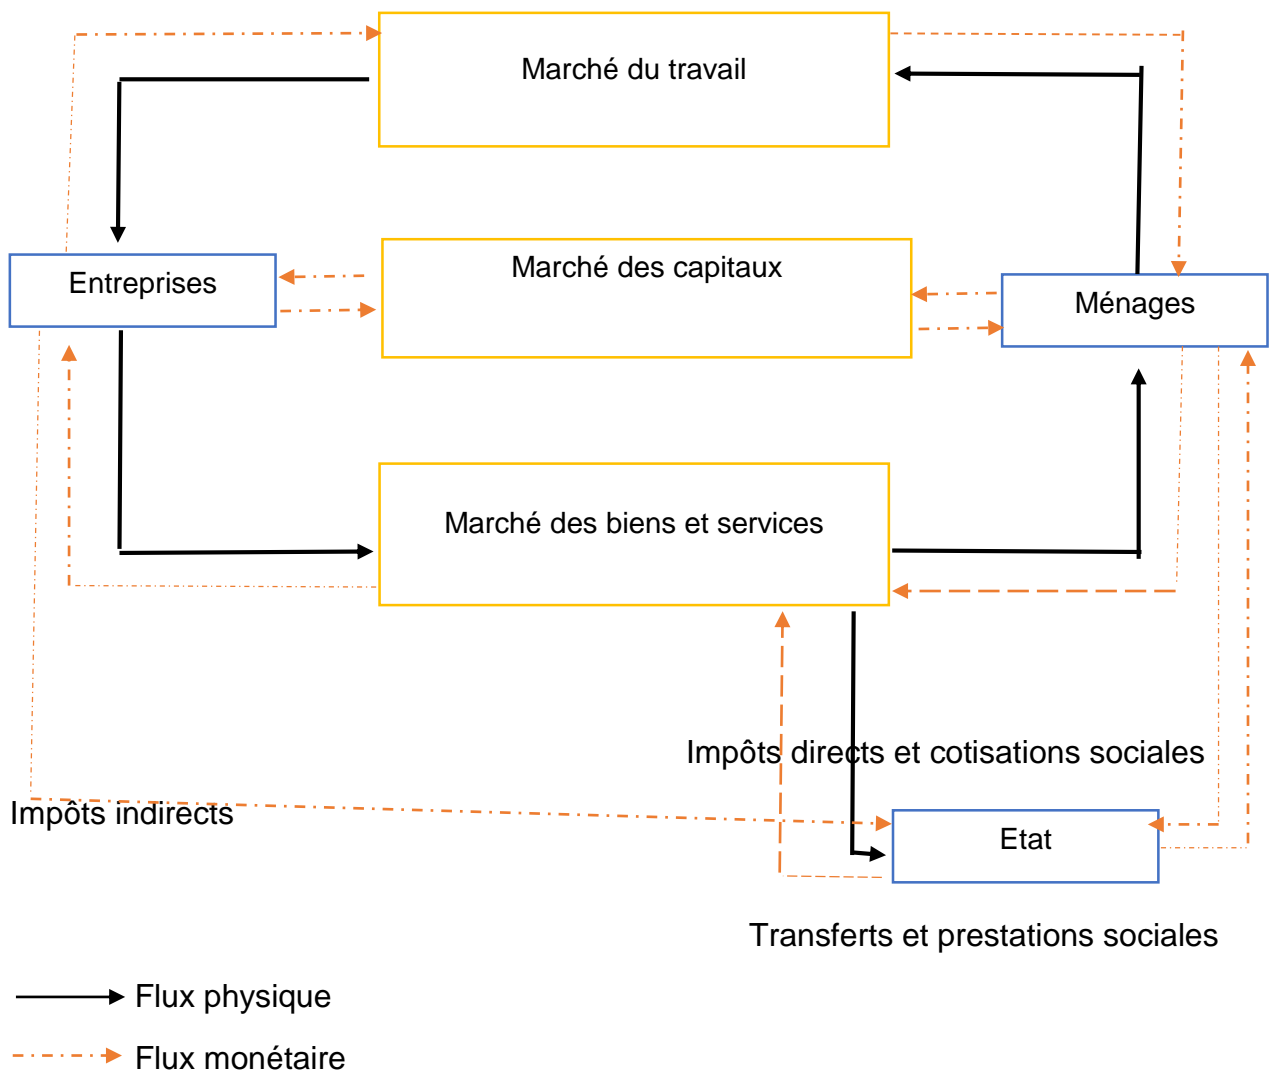 Marché du travail
Marché des capitaux
Entreprises
Ménages
Marché des biens et services
Impôts directs et cotisations sociales
Impôts indirects
Etat
Transferts et prestations sociales
Flux physique
Flux monétaire